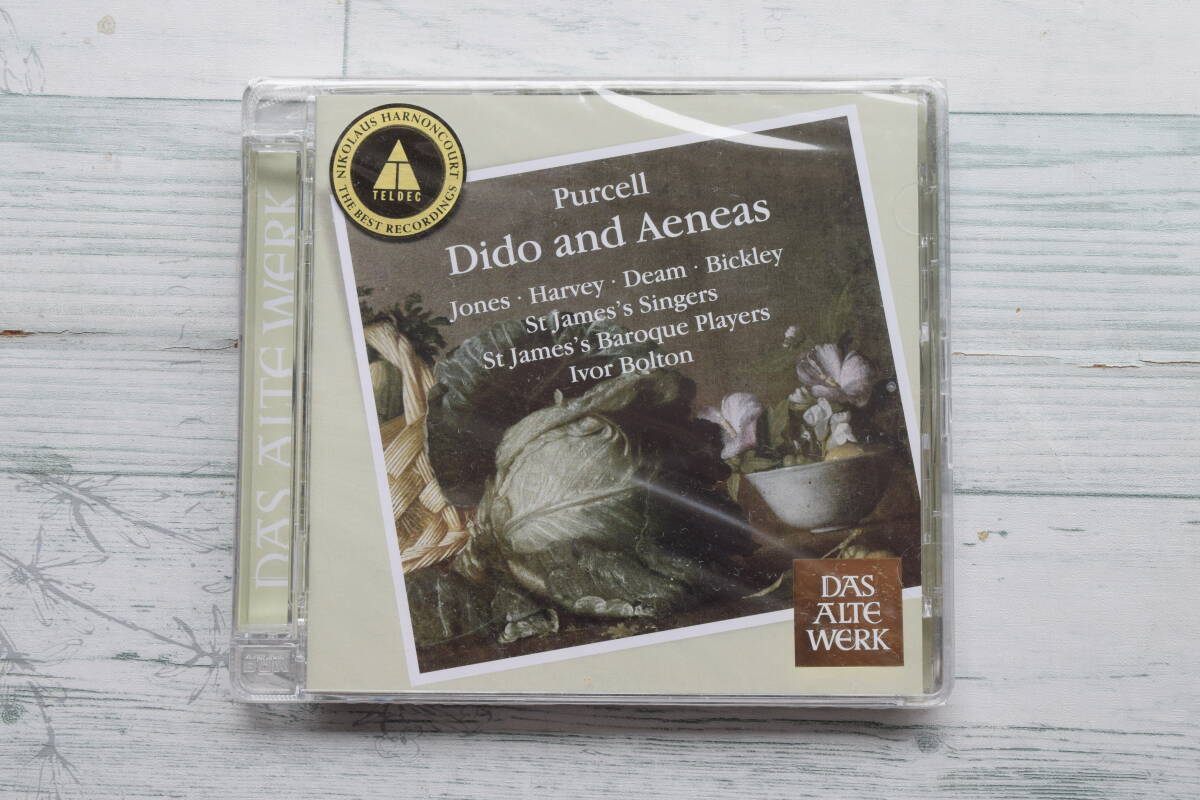 NIKOLAUS HARNONCOURT
TELDEC
THE BEST RECORDINGS
Purcell
Dido and Aeneas
Jones · Harvey · Deam · Bickley
St James's Singers
St James's Baroque Players
Ivor Bolton
DAS ALTE WERK
DAS
ALTE
WERK